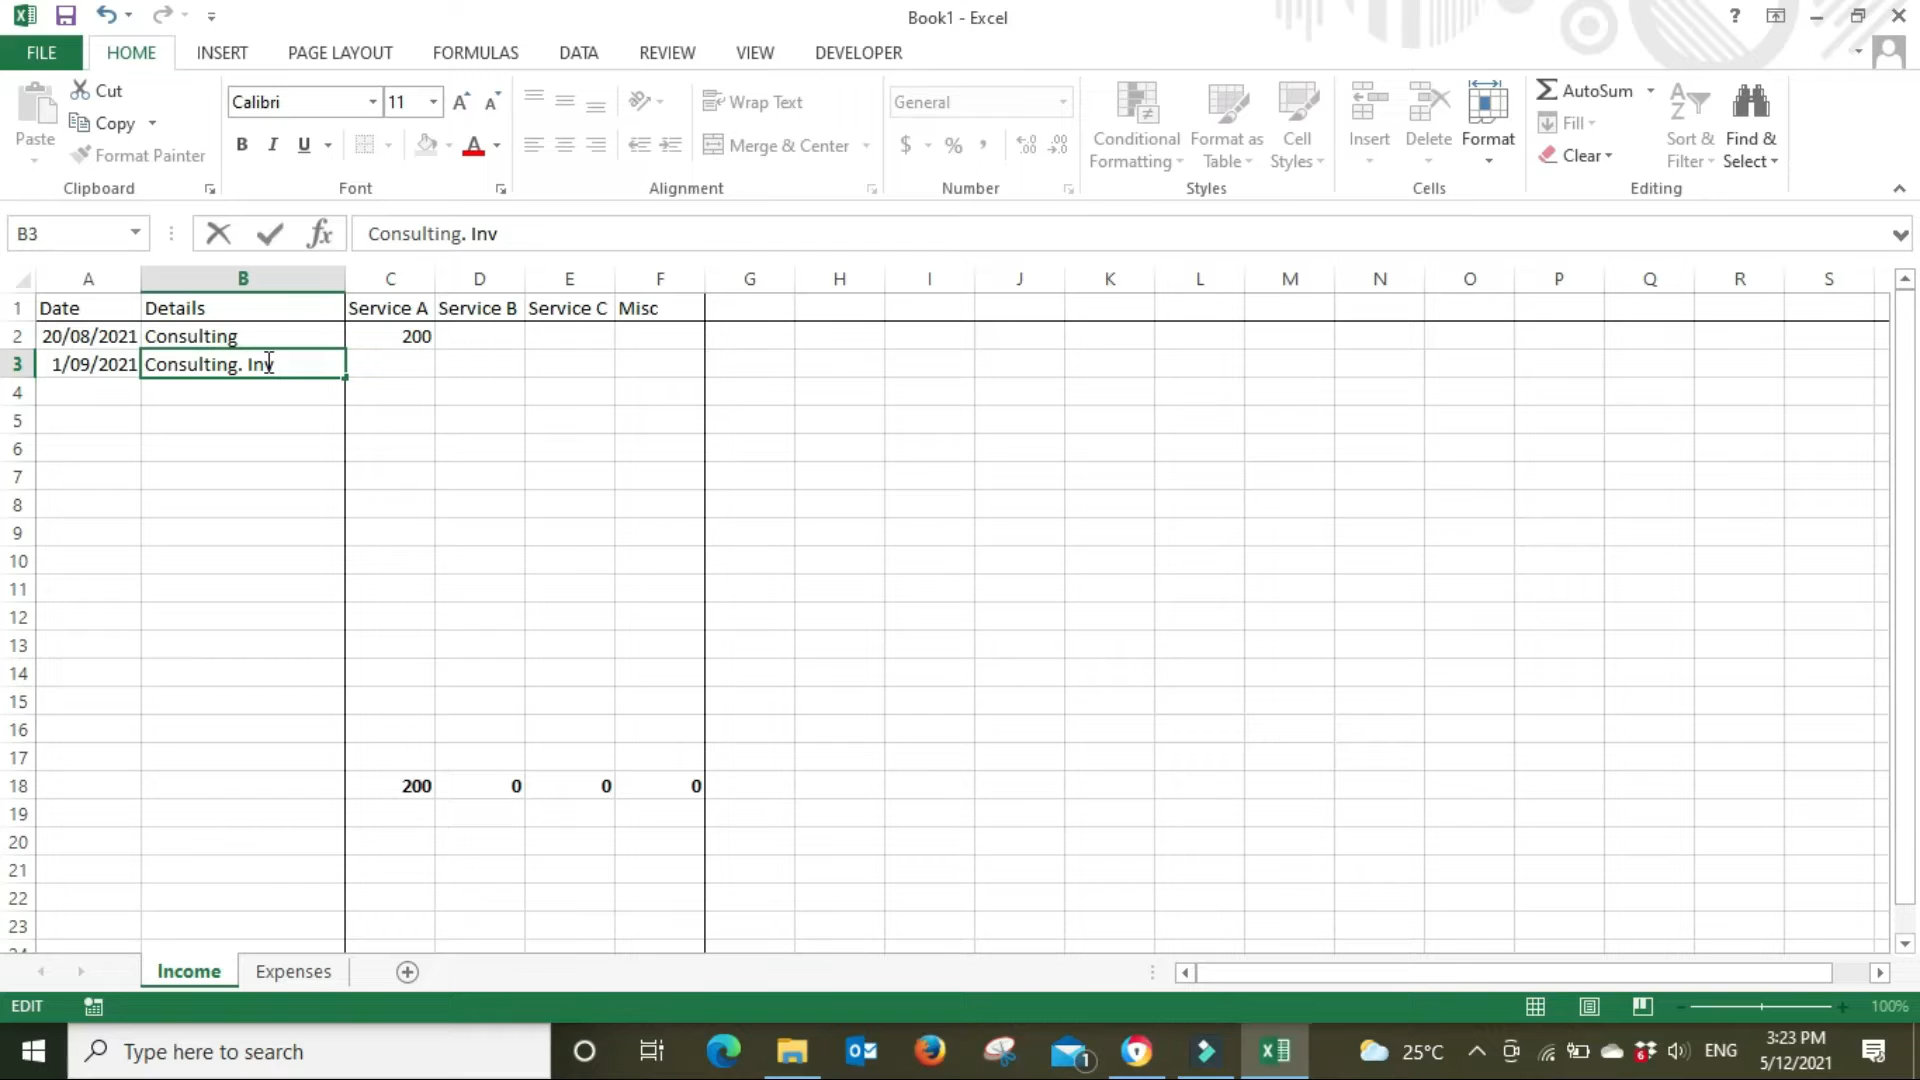 Book1 - Excel
?
FILE HOME INSERT PAGE LAYOUT FORMULAS DATA REVIEW VIEW DEVELOPER
Paste
Cut
Copy
Format Painter
Clipboard
Calibri 11
B I U A
Font
Wrap Text
Merge & Center
Alignment
General
$ % ,
Number
Conditional Formatting
Format as Table
Cell Styles
Styles
Insert Delete Format
Cells
AutoSum
Fill
Clear
Sort & Filter
Find & Select
Editing
B3 fx Consulting. Inv
A B C D E F G H I J K L M N O P Q R S
1 Date Details Service A Service B Service C Misc
2 20/08/2021 Consulting 200
3 1/09/2021 Consulting. Inv
4
5
6
7
8
9
10
11
12
13
14
15
16
17
18 200 0 0 0
19
20
21
22
23
24
Income Expenses
EDIT 100%
Type here to search
1
25°C
6
ENG
3:23 PM
5/12/2021